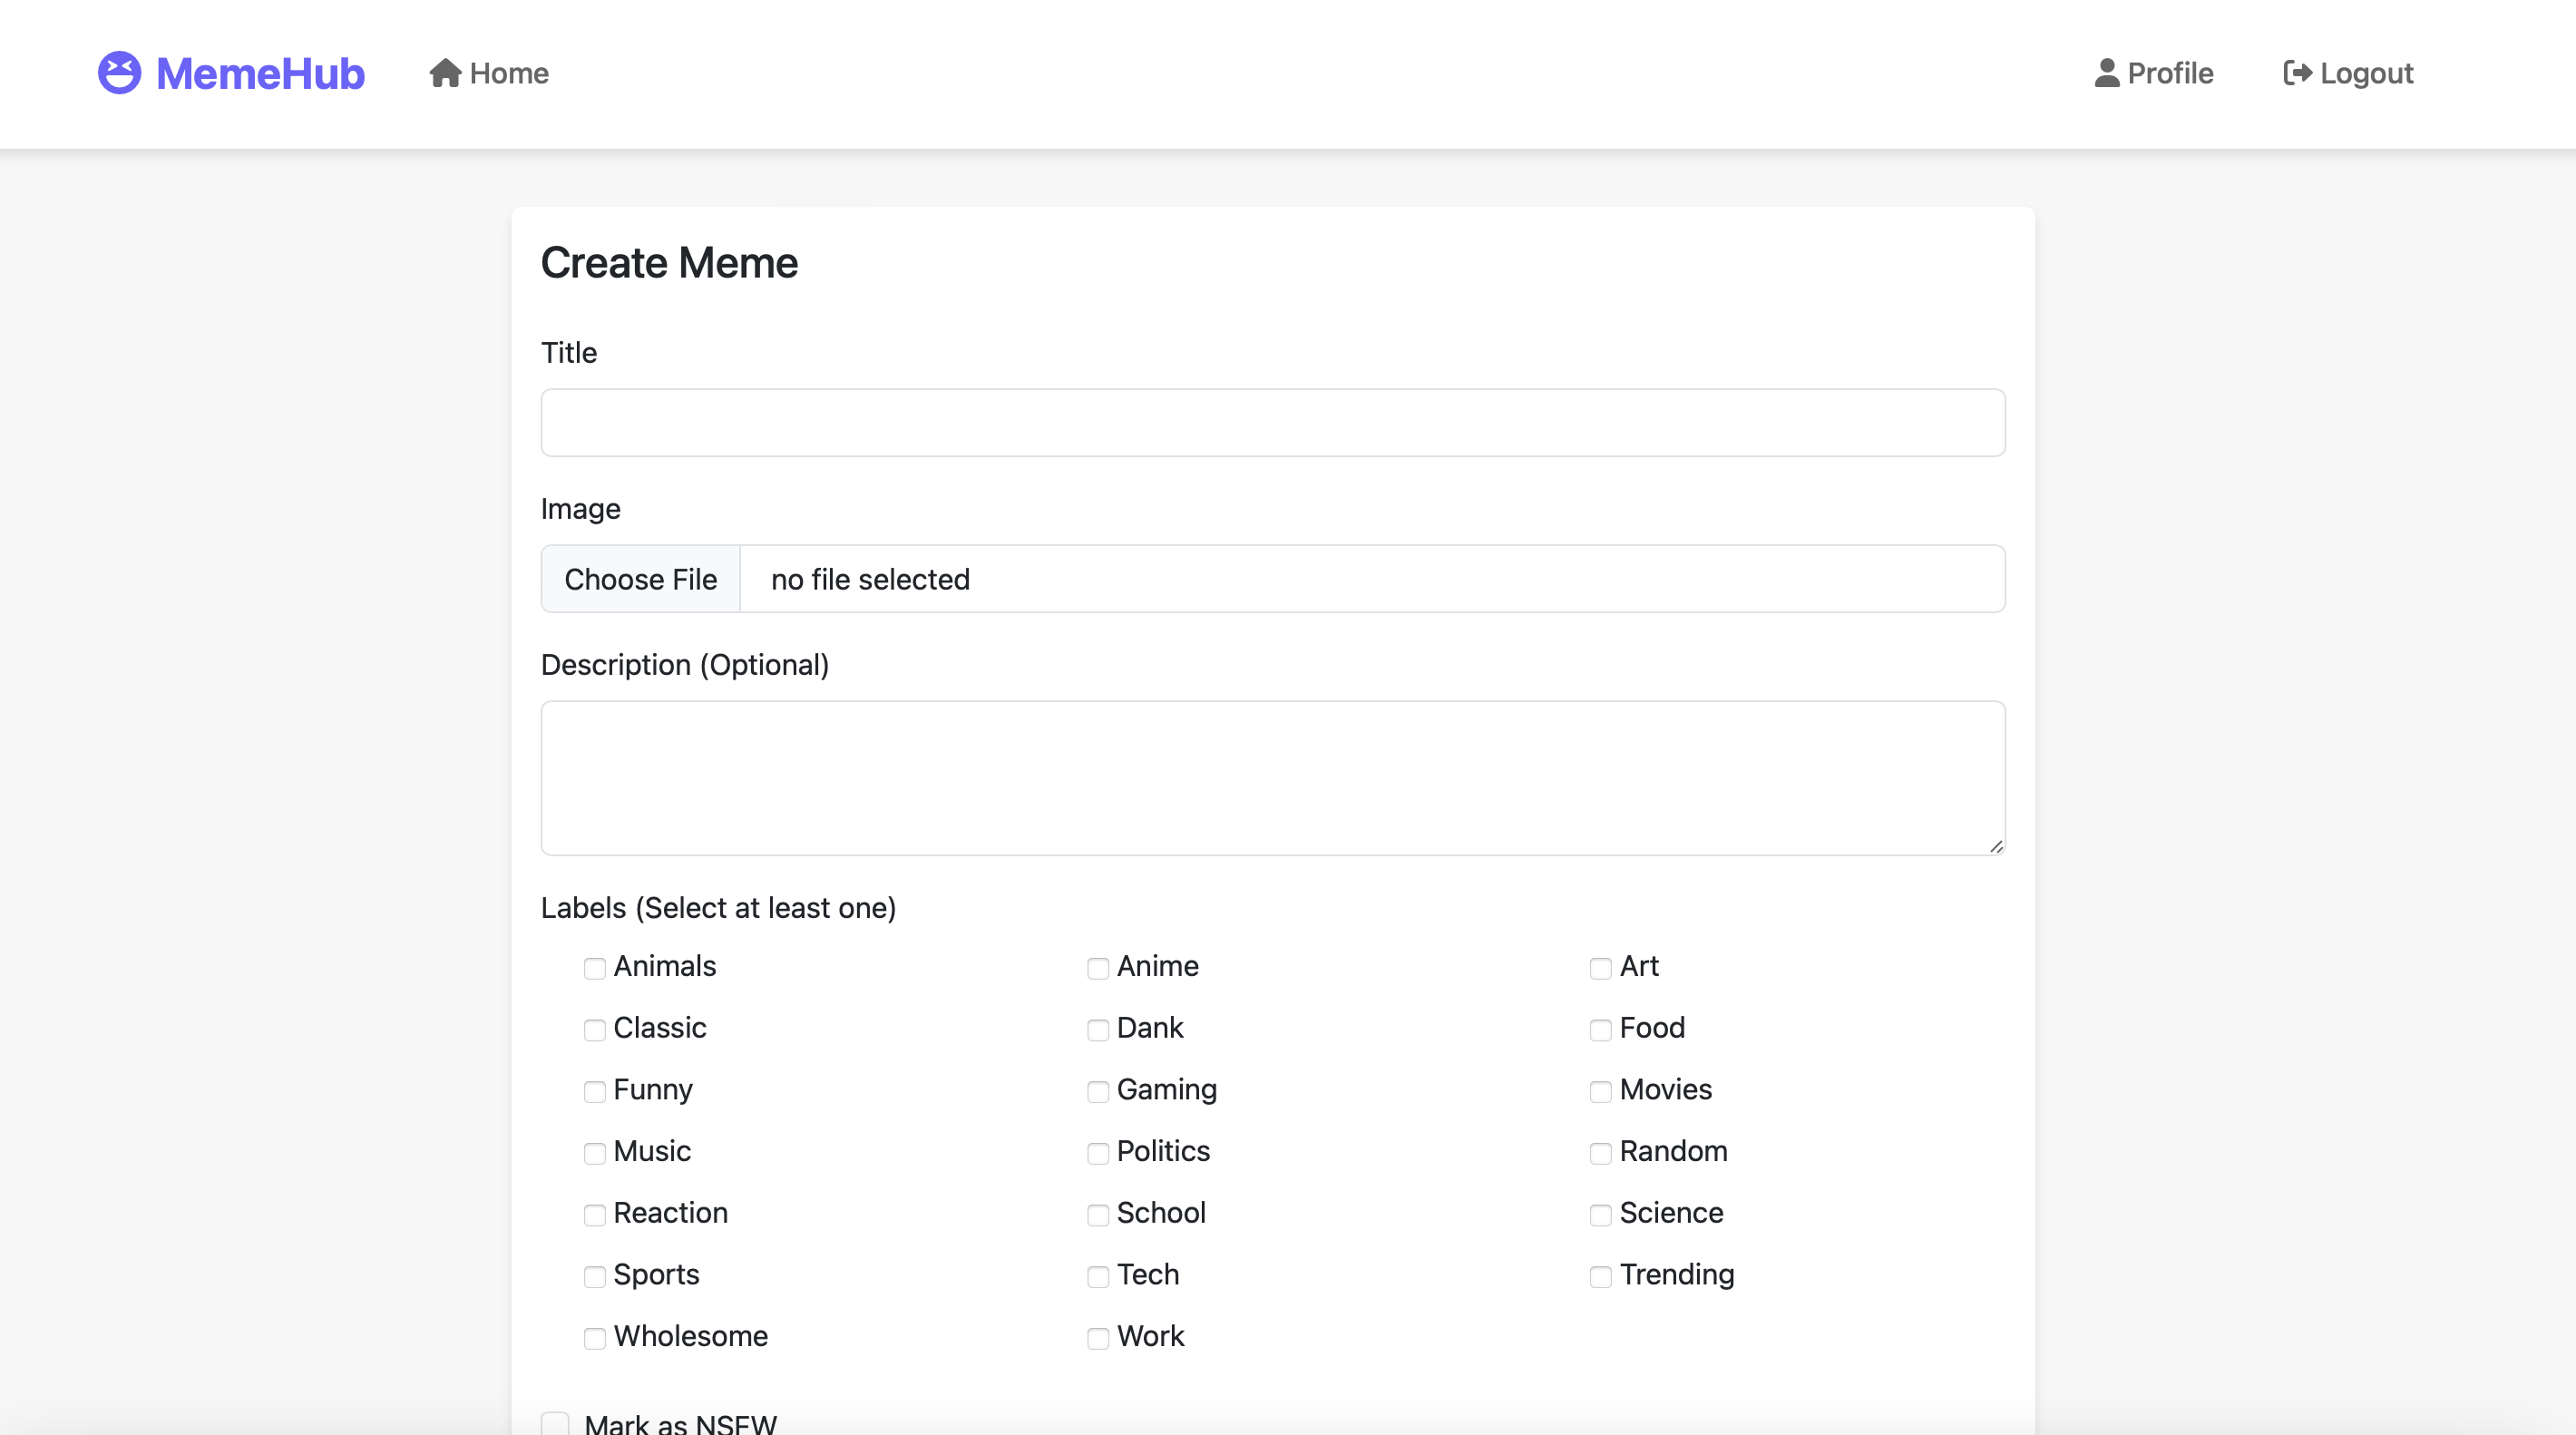 MemeHub Home Profile Logout
Create Meme
Title
Image
Choose File no file selected
Description (Optional)
Labels (Select at least one)
Animals Anime Art
Classic Dank Food
Funny Gaming Movies
Music Politics Random
Reaction School Science
Sports Tech Trending
Wholesome Work
Mark as NSFW